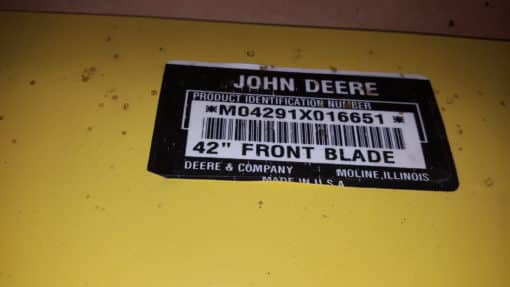 JOHN DEERE
PRODUCT IDENTIFICATION NUMBER
*M04291X016651*
42" FRONT BLADE
DEERE & COMPANY MOLINE, ILLINOIS
MADE IN U.S.A.